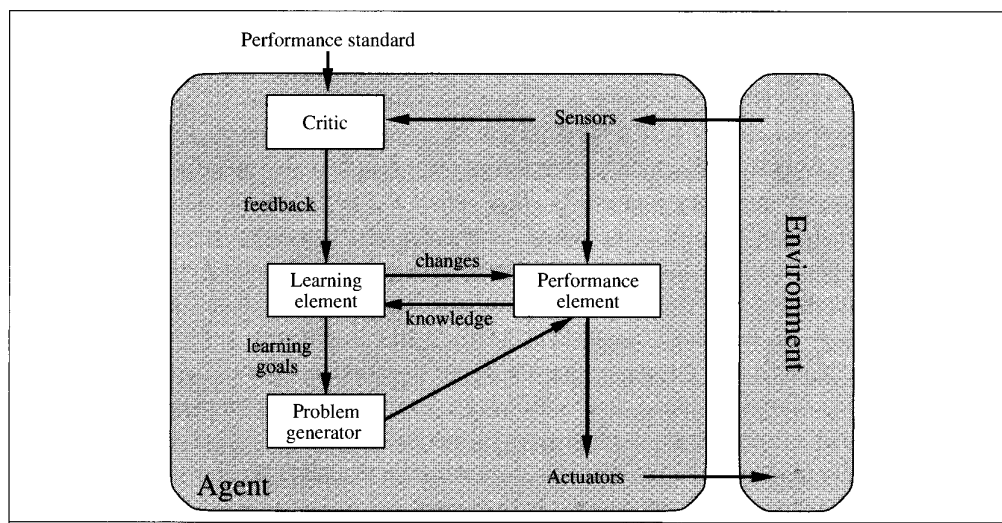 Performance standard
Critic
Sensors
feedback
changes
Learning
element
Performance
element
knowledge
learning
goals
Problem
generator
Agent
Actuators
Environment